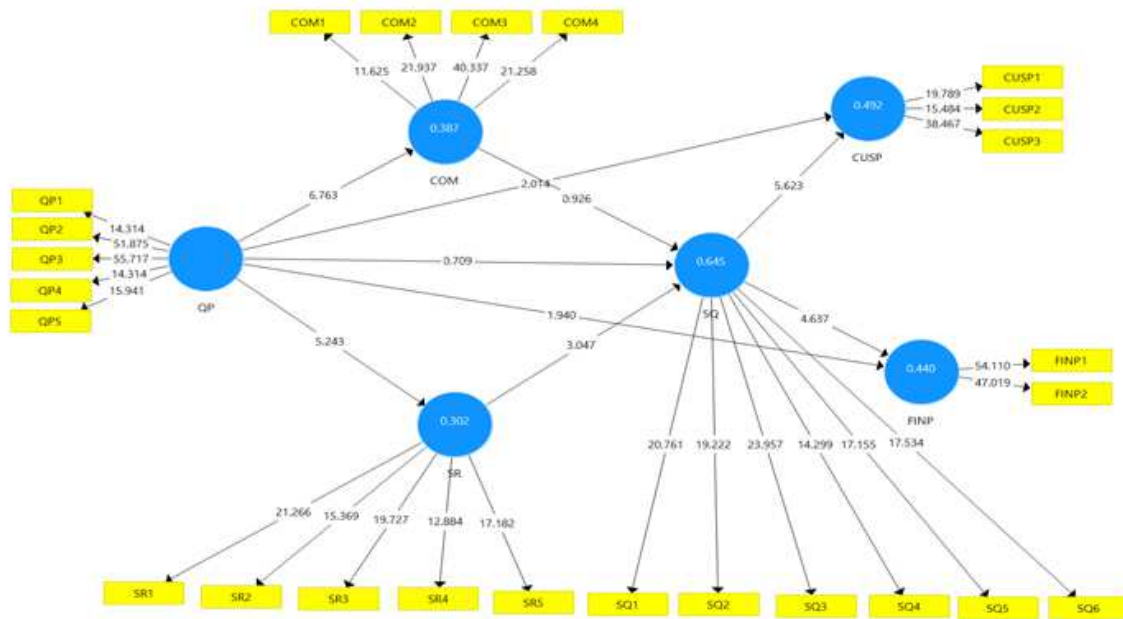 COM1
COM2
COM3
COM4
11.625
21.937
40.337
21.258
0.387
COM
CUSP1
CUSP2
CUSP3
19.789
15.484
38.467
0.492
CUSP
6.763
2.014
0.926
5.623
QP1
QP2
QP3
QP4
QP5
14.314
51.875
55.717
14.314
15.941
QP
0.709
0.645
SQ
1.940
4.637
5.243
3.047
0.440
FINP
54.110
47.019
FINP1
FINP2
0.302
SR
20.761
19.222
23.957
14.299
17.155
17.534
21.266
15.369
19.727
12.884
17.182
SR1
SR2
SR3
SR4
SR5
SQ1
SQ2
SQ3
SQ4
SQ5
SQ6